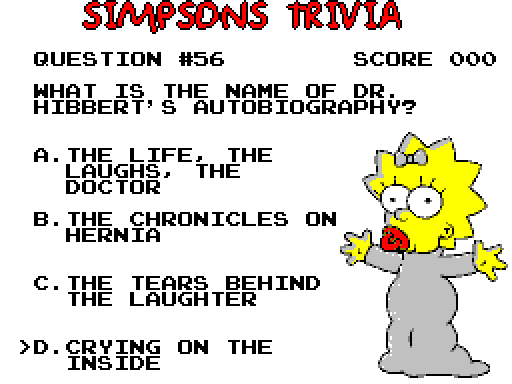 SIMPSONS TRIVIA
QUESTION #56 SCORE 000
WHAT IS THE NAME OF DR.
HIBBERT'S AUTOBIOGRAPHY?
A. THE LIFE, THE
LAUGHS, THE
DOCTOR
B. THE CHRONICLES ON
HERNIA
C. THE TEARS BEHIND
THE LAUGHTER
>D. CRYING ON THE
INSIDE